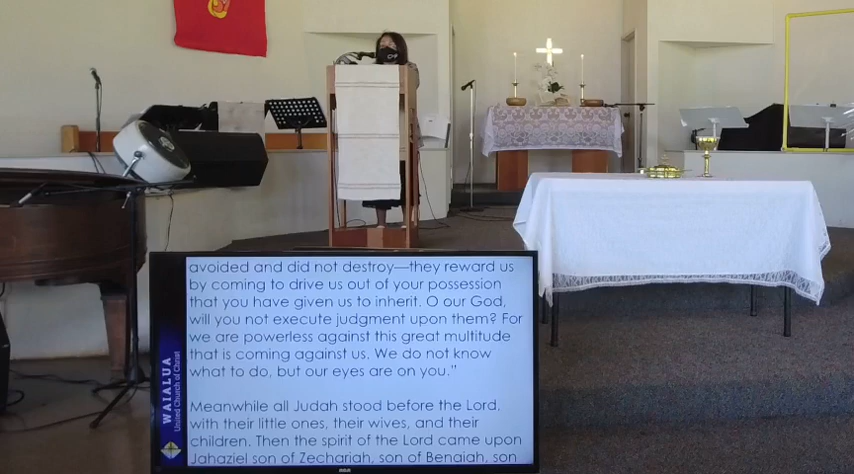 avoided and did not destroy—they reward us
by coming to drive us out of your possession
that you have given us to inherit. O our God,
will you not execute judgment upon them? For
we are powerless against this great multitude
that is coming against us. We do not know
what to do, but our eyes are on you."
Meanwhile all Judah stood before the Lord,
with their little ones, their wives, and their
children. Then the spirit of the Lord came upon
Jahaziel son of Zechariah, son of Benaiah, son
WAIALUA
United Church of Christ
RCA